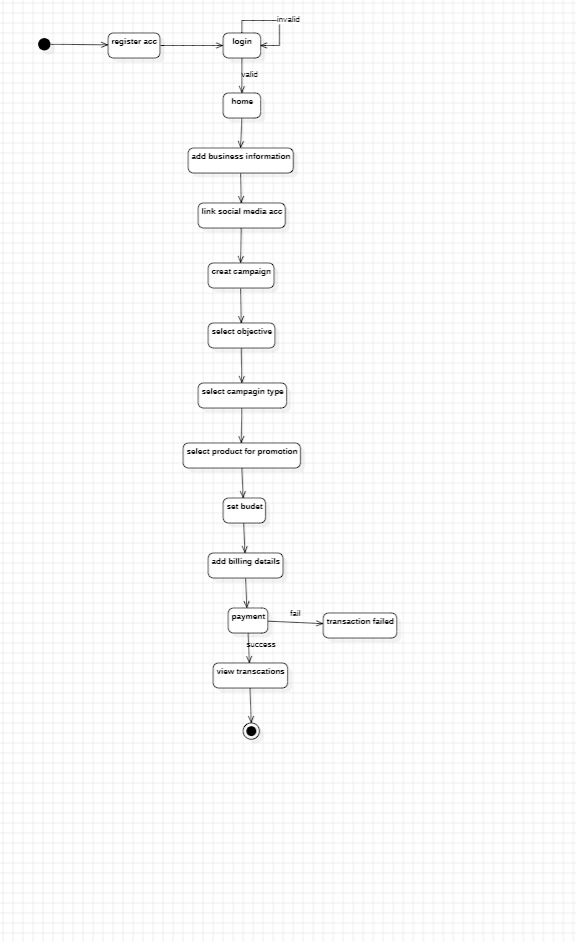 invalid
register acc
login
valid
home
add business information
link social media acc
creat campaign
select objective
select campagin type
select product for promotion
set budet
add billing details
payment
fail
transaction failed
success
view transcations